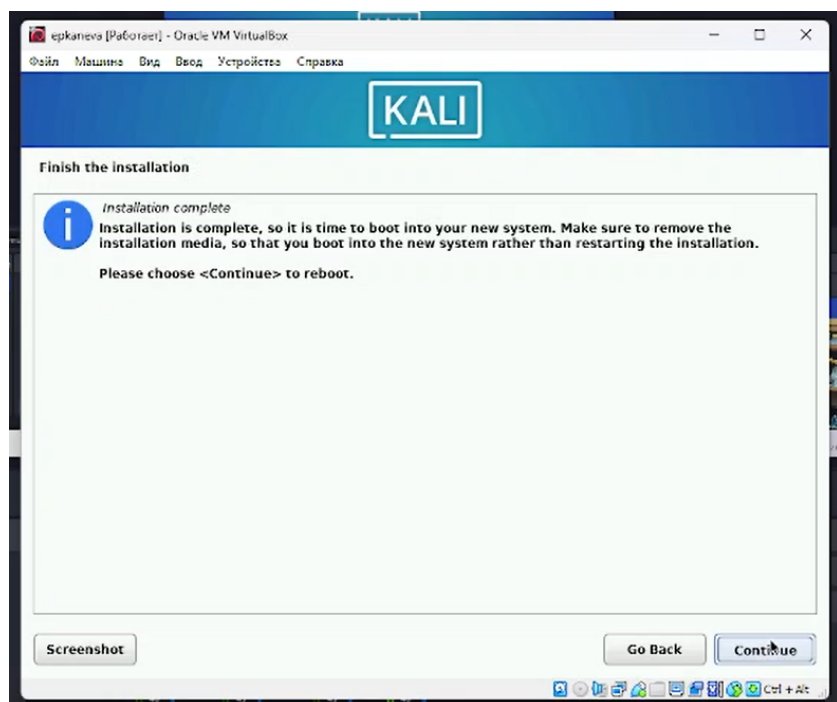 epkaneva [Работает] - Oracle VM VirtualBox
Файл Машина Вид Ввод Устройства Справка
KALI
Finish the installation
Installation complete
Installation is complete, so it is time to boot into your new system. Make sure to remove the
installation media, so that you boot into the new system rather than restarting the installation.
Please choose <Continue> to reboot.
Screenshot
Go Back
Continue
Ctrl + Alt